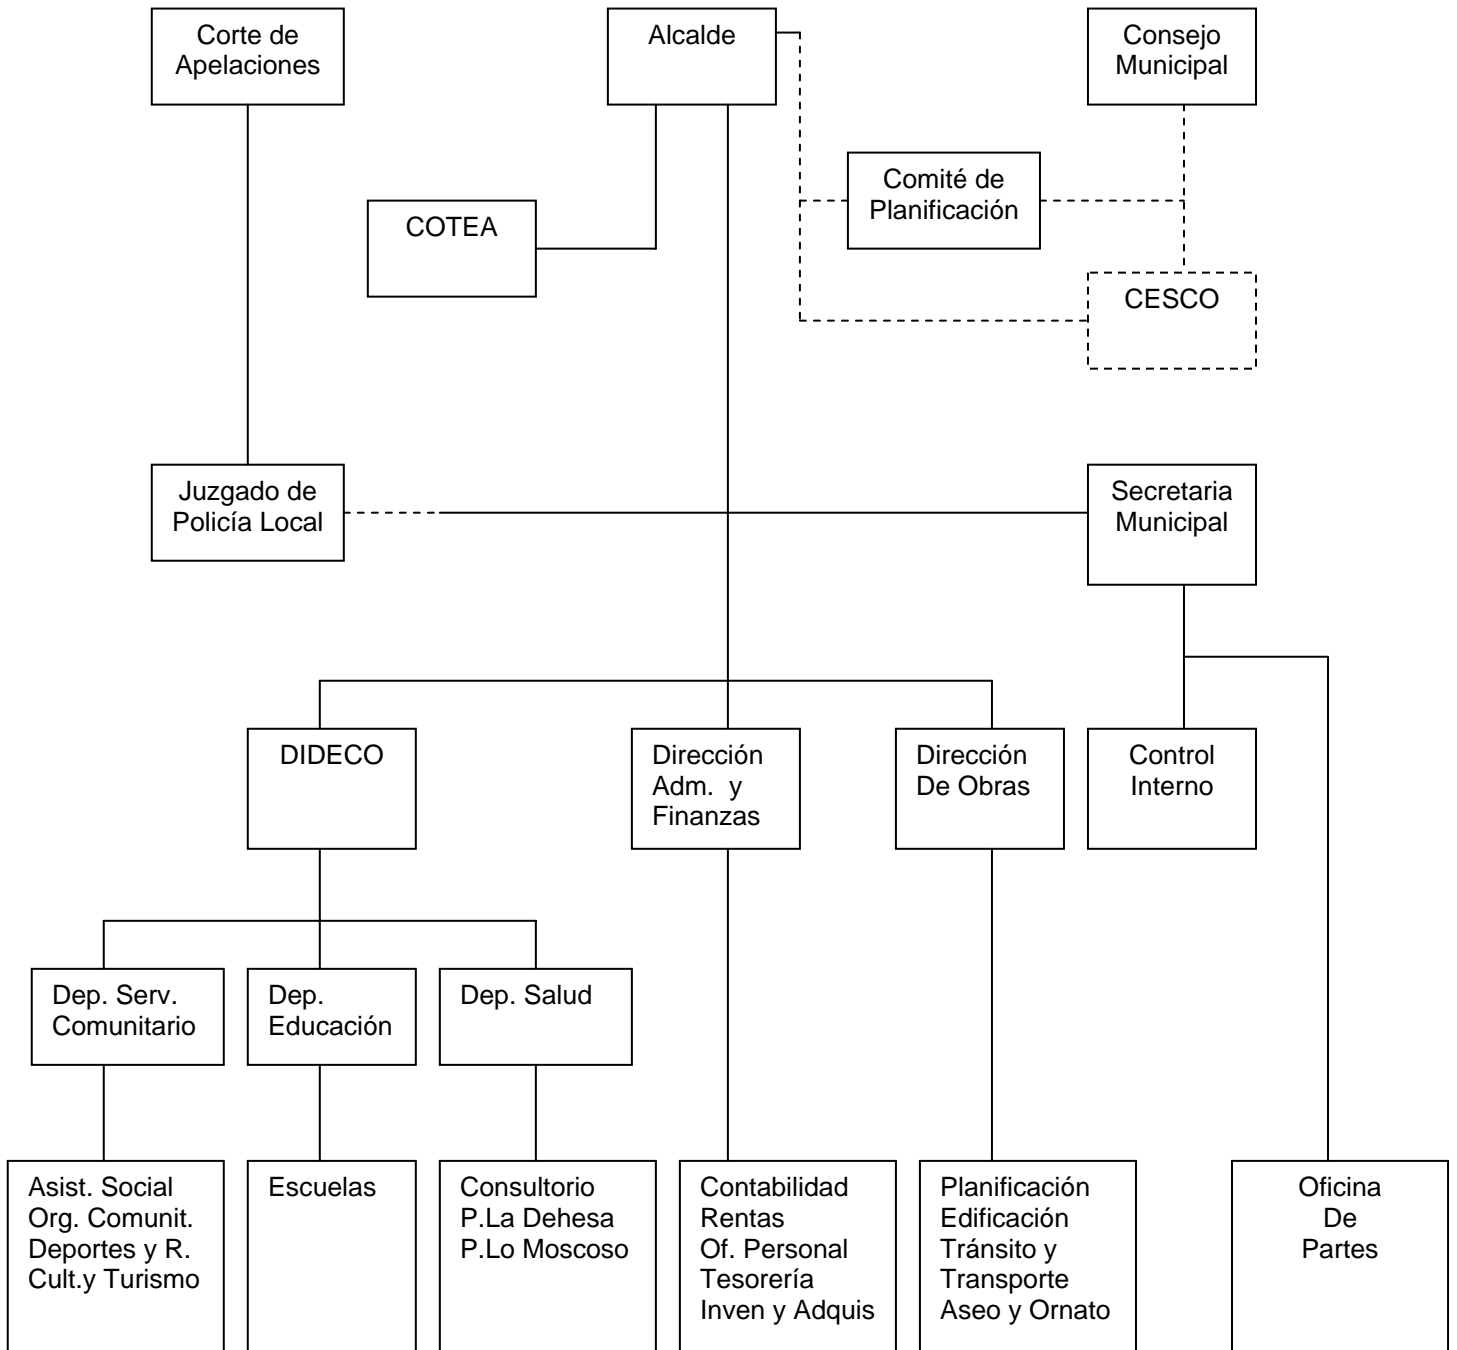 Corte de
Apelaciones
Alcalde
Consejo
Municipal
Comité de
Planificación
COTEA
CESCO
Juzgado de
Policía Local
Secretaria
Municipal
DIDECO
Dirección
Adm. y
Finanzas
Dirección
De Obras
Control
Interno
Dep. Serv.
Comunitario
Dep.
Educación
Dep. Salud
Asist. Social
Org. Comunit.
Deportes y R.
Cult.y Turismo
Escuelas
Consultorio
P.La Dehesa
P.Lo Moscoso
Contabilidad
Rentas
Of. Personal
Tesorería
Inven y Adquis
Planificación
Edificación
Tránsito y
Transporte
Aseo y Ornato
Oficina
De
Partes